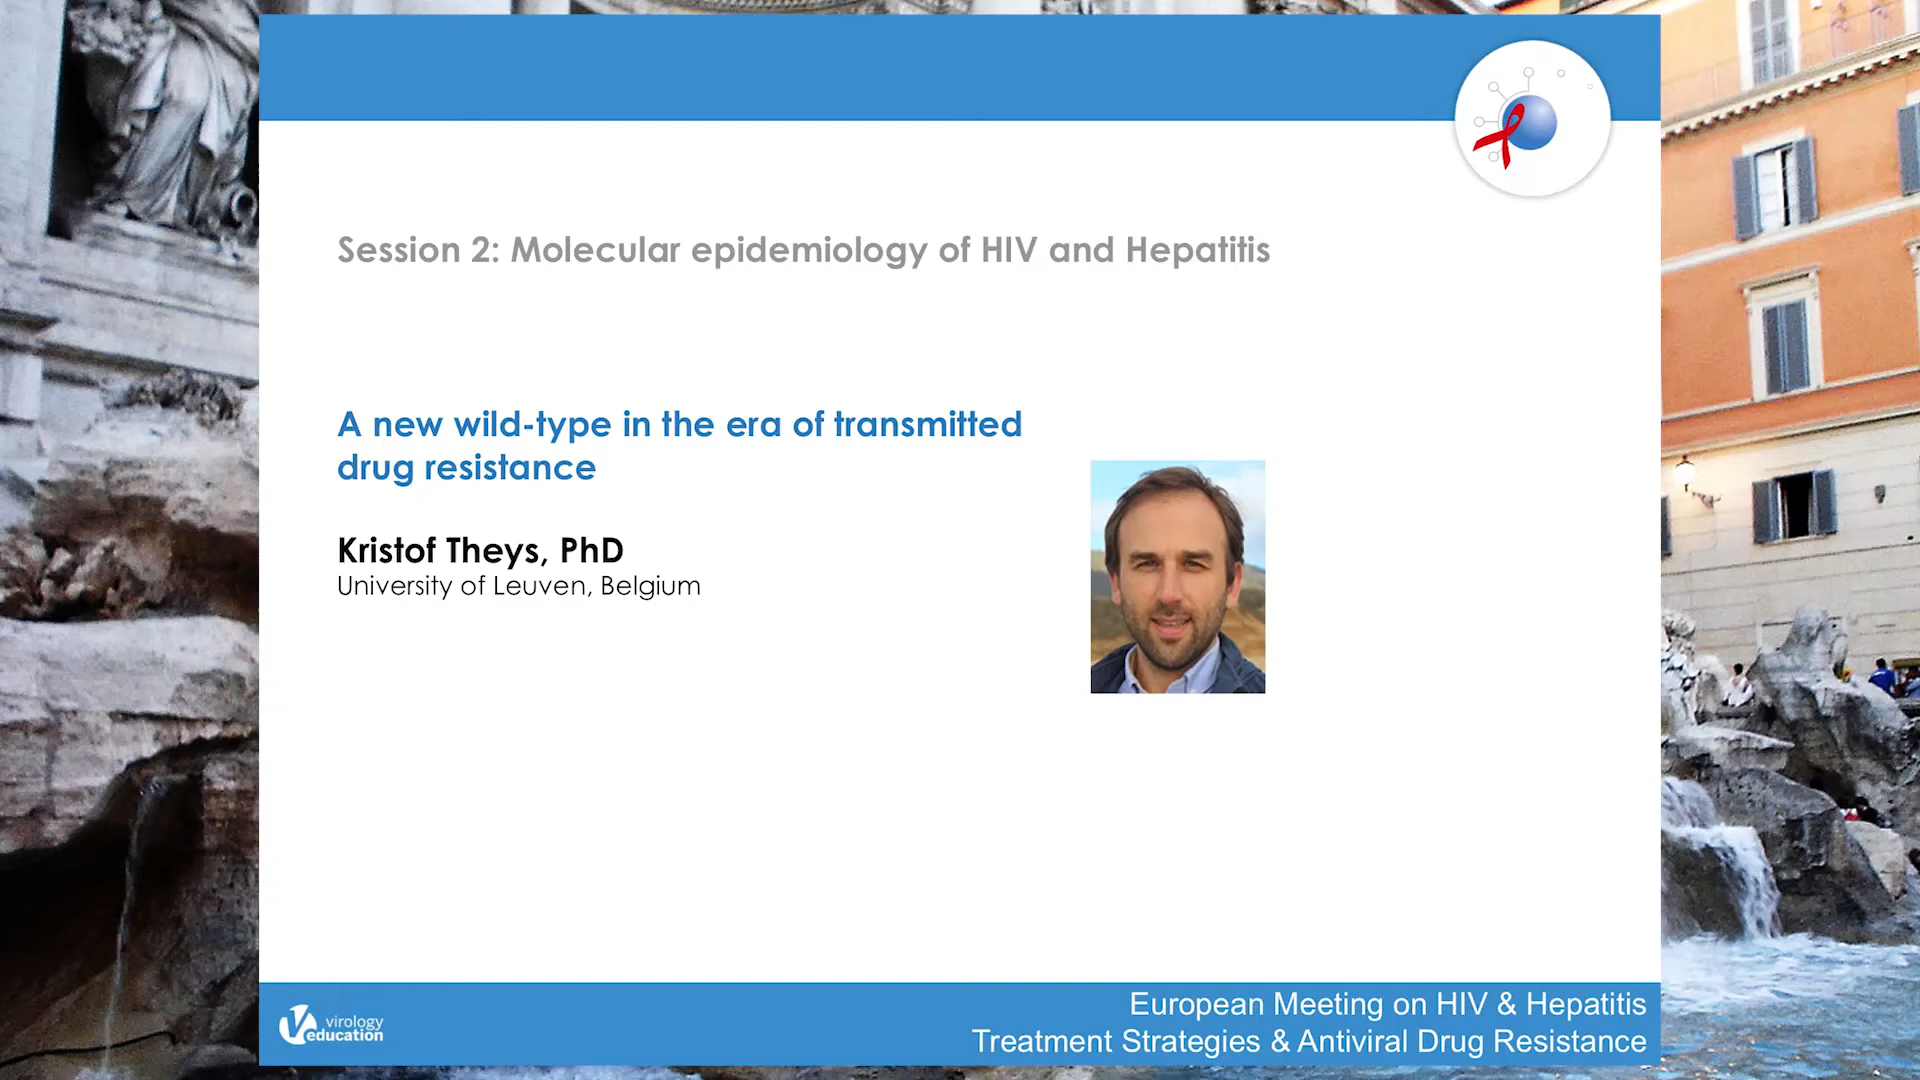 Session 2: Molecular epidemiology of HIV and Hepatitis
A new wild-type in the era of transmitted
drug resistance
Kristof Theys, PhD
University of Leuven, Belgium
virology
education
European Meeting on HIV & Hepatitis
Treatment Strategies & Antiviral Drug Resistance